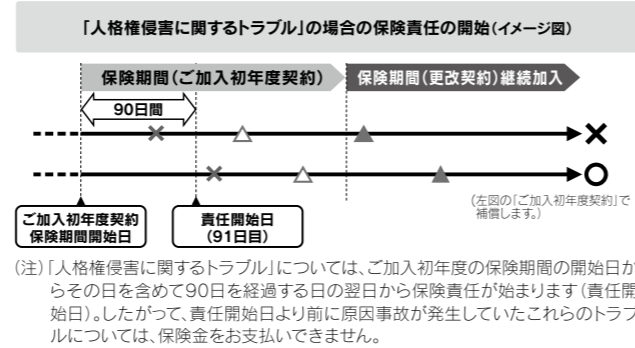 「人格権侵害に関するトラブル」の場合の保険責任の開始(イメージ図)
保険期間(ご加入初年度契約)
保険期間(更改契約)継続加入
90日間
(左図の「ご加入初年度契約」で
補償します。)
ご加入初年度契約
保険期間開始日
責任開始日
(91日目)
(注)「人格権侵害に関するトラブル」については、ご加入初年度の保険期間の開始日か
らその日を含めて90日を経過する日の翌日から保険責任が始まります(責任開
始日)。したがって、責任開始日より前に原因事故が発生していたこれらのトラブ
ルについては、保険金をお支払いできません。